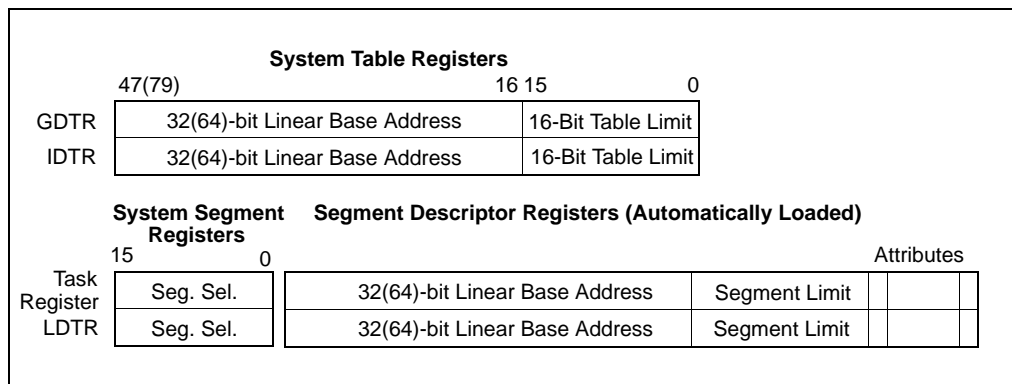 System Table Registers
47(79) 16 15 0
GDTR 32(64)-bit Linear Base Address 16-Bit Table Limit
IDTR 32(64)-bit Linear Base Address 16-Bit Table Limit
System Segment Registers Segment Descriptor Registers (Automatically Loaded)
15 0 Attributes
Task Register Seg. Sel. 32(64)-bit Linear Base Address Segment Limit
LDTR Seg. Sel. 32(64)-bit Linear Base Address Segment Limit